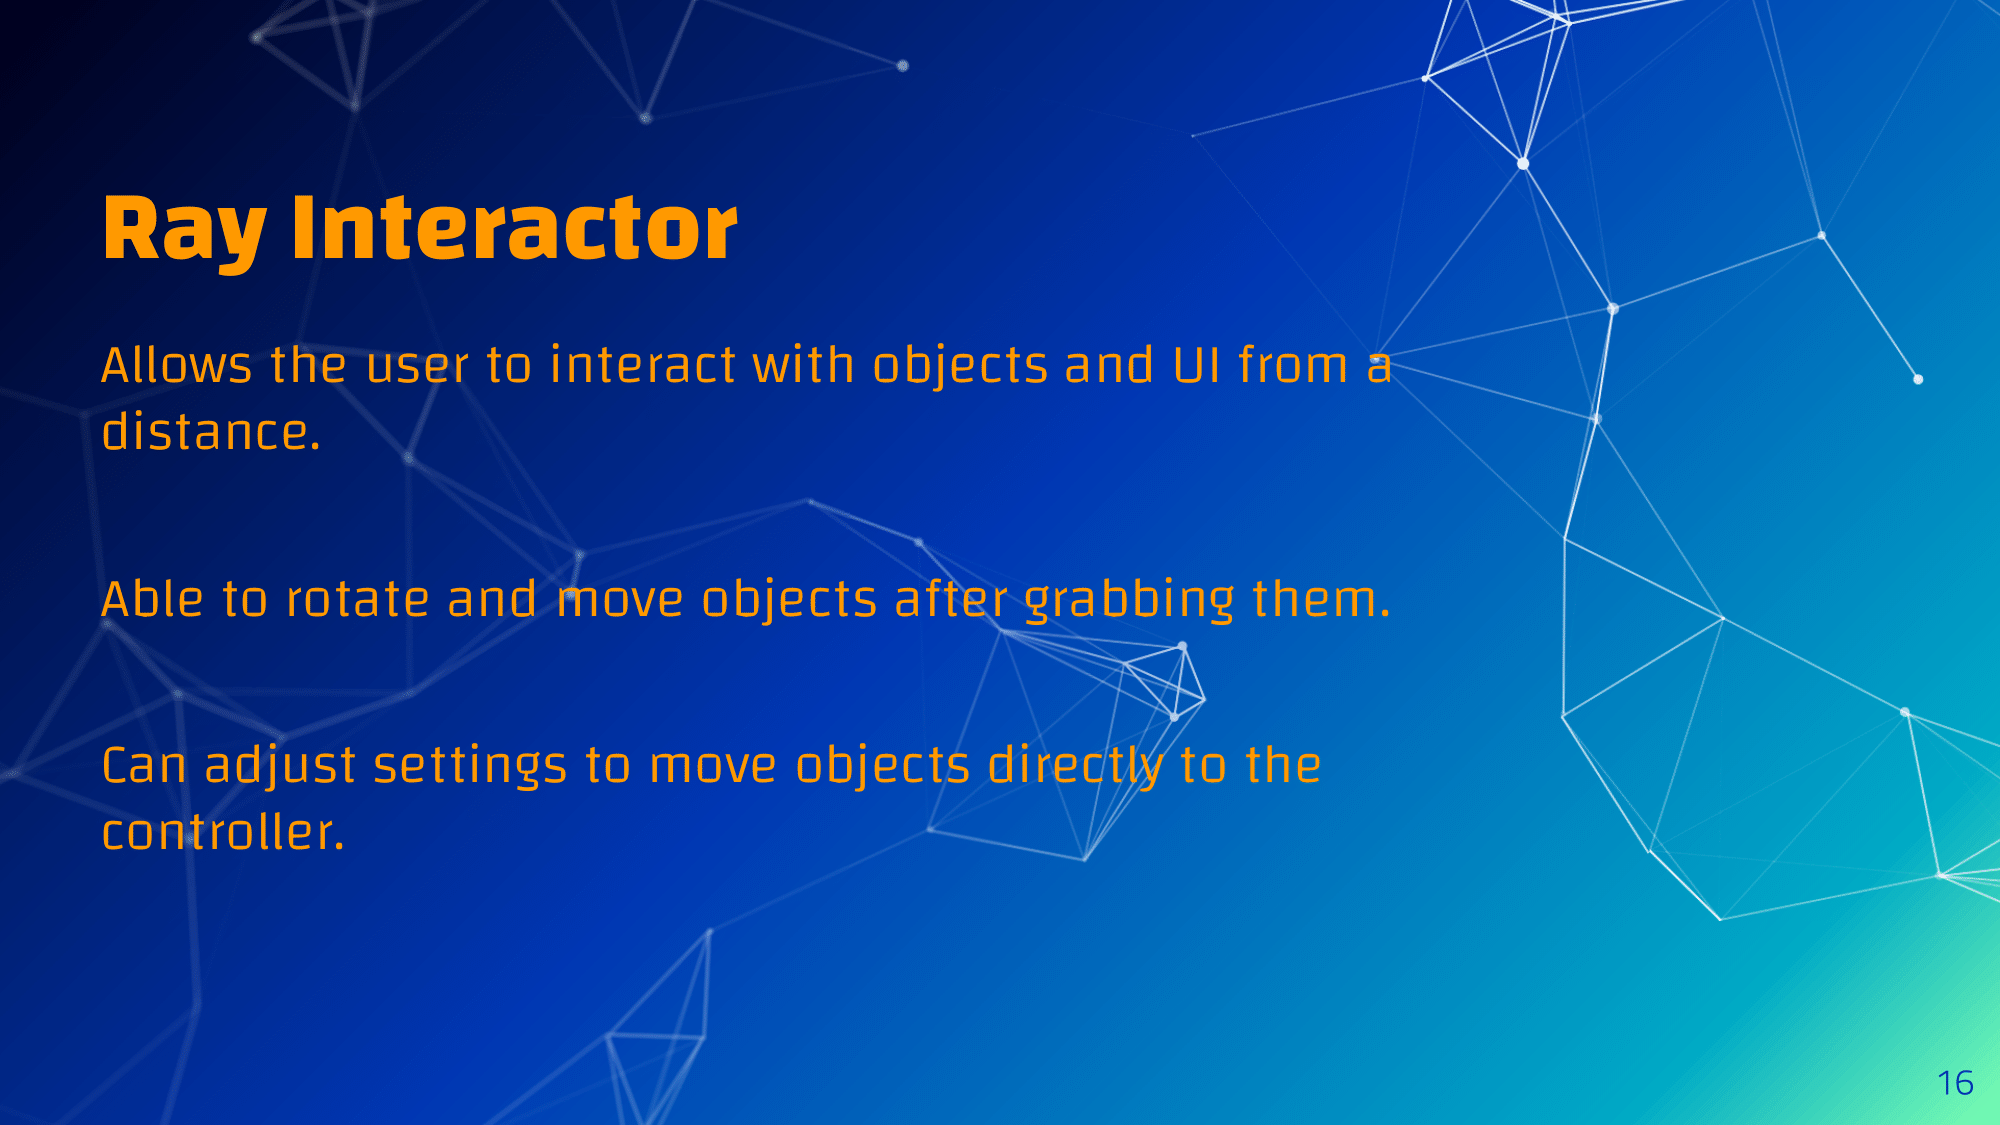 Ray Interactor
Allows the user to interact with objects and UI from a
distance.
Able to rotate and move objects after grabbing them.
Can adjust settings to move objects directly to the
controller.
16